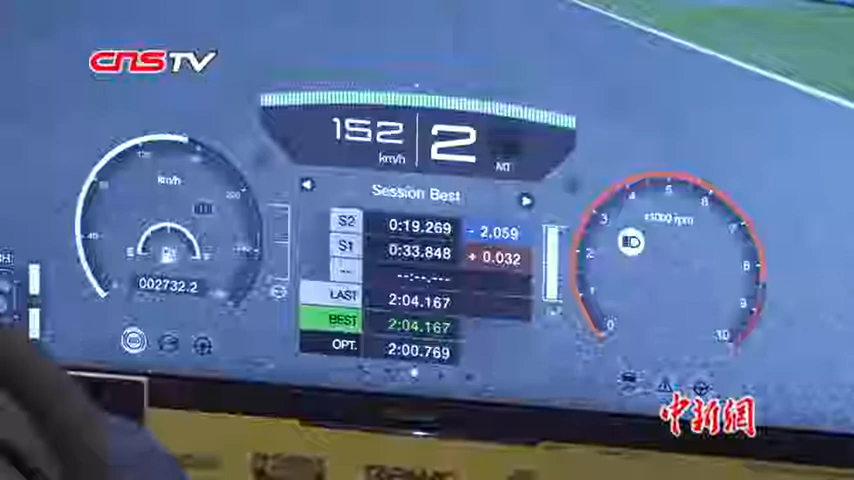 CNSTV
152
km/h
2
MT
Session Best
S2 0:19.269 - 2.059
S1 0:33.848 + 0.032
-- --:--.---
LAST 2:04.167
BEST 2:04.167
OPT. 2:00.769
km/h
002732.2
x1000 rpm
0
1
2
3
4
5
6
7
8
9
10
中新網